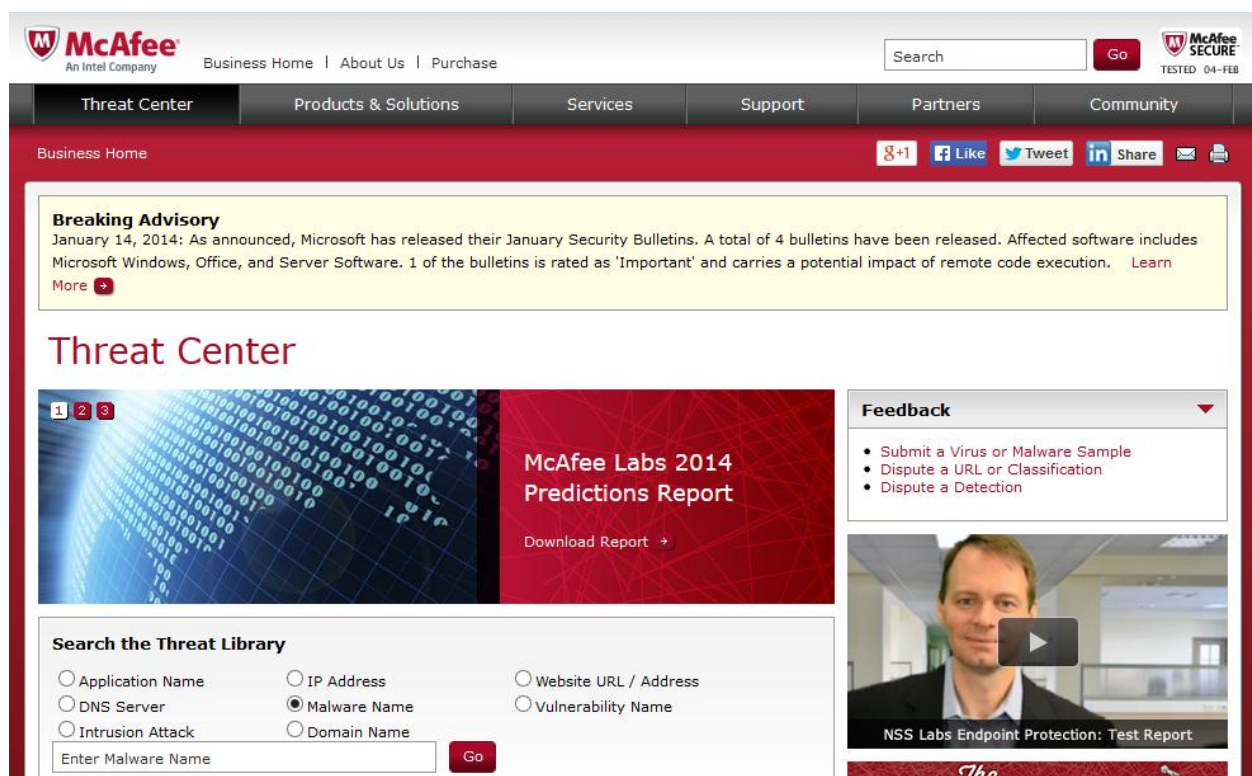 McAfee
An Intel Company
Business Home | About Us | Purchase
Search
Go
McAfee
SECURE
TESTED 04-FEB
Threat Center
Products & Solutions
Services
Support
Partners
Community
Business Home
g+1
Like
Tweet
in Share
Breaking Advisory
January 14, 2014: As announced, Microsoft has released their January Security Bulletins. A total of 4 bulletins have been released. Affected software includes
Microsoft Windows, Office, and Server Software. 1 of the bulletins is rated as 'Important' and carries a potential impact of remote code execution. Learn
More
Threat Center
1 2 3
McAfee Labs 2014
Predictions Report
Download Report
Feedback
Submit a Virus or Malware Sample
Dispute a URL or Classification
Dispute a Detection
NSS Labs Endpoint Protection: Test Report
Search the Threat Library
Application Name
IP Address
Website URL / Address
DNS Server
Malware Name
Vulnerability Name
Intrusion Attack
Domain Name
Enter Malware Name
Go
The